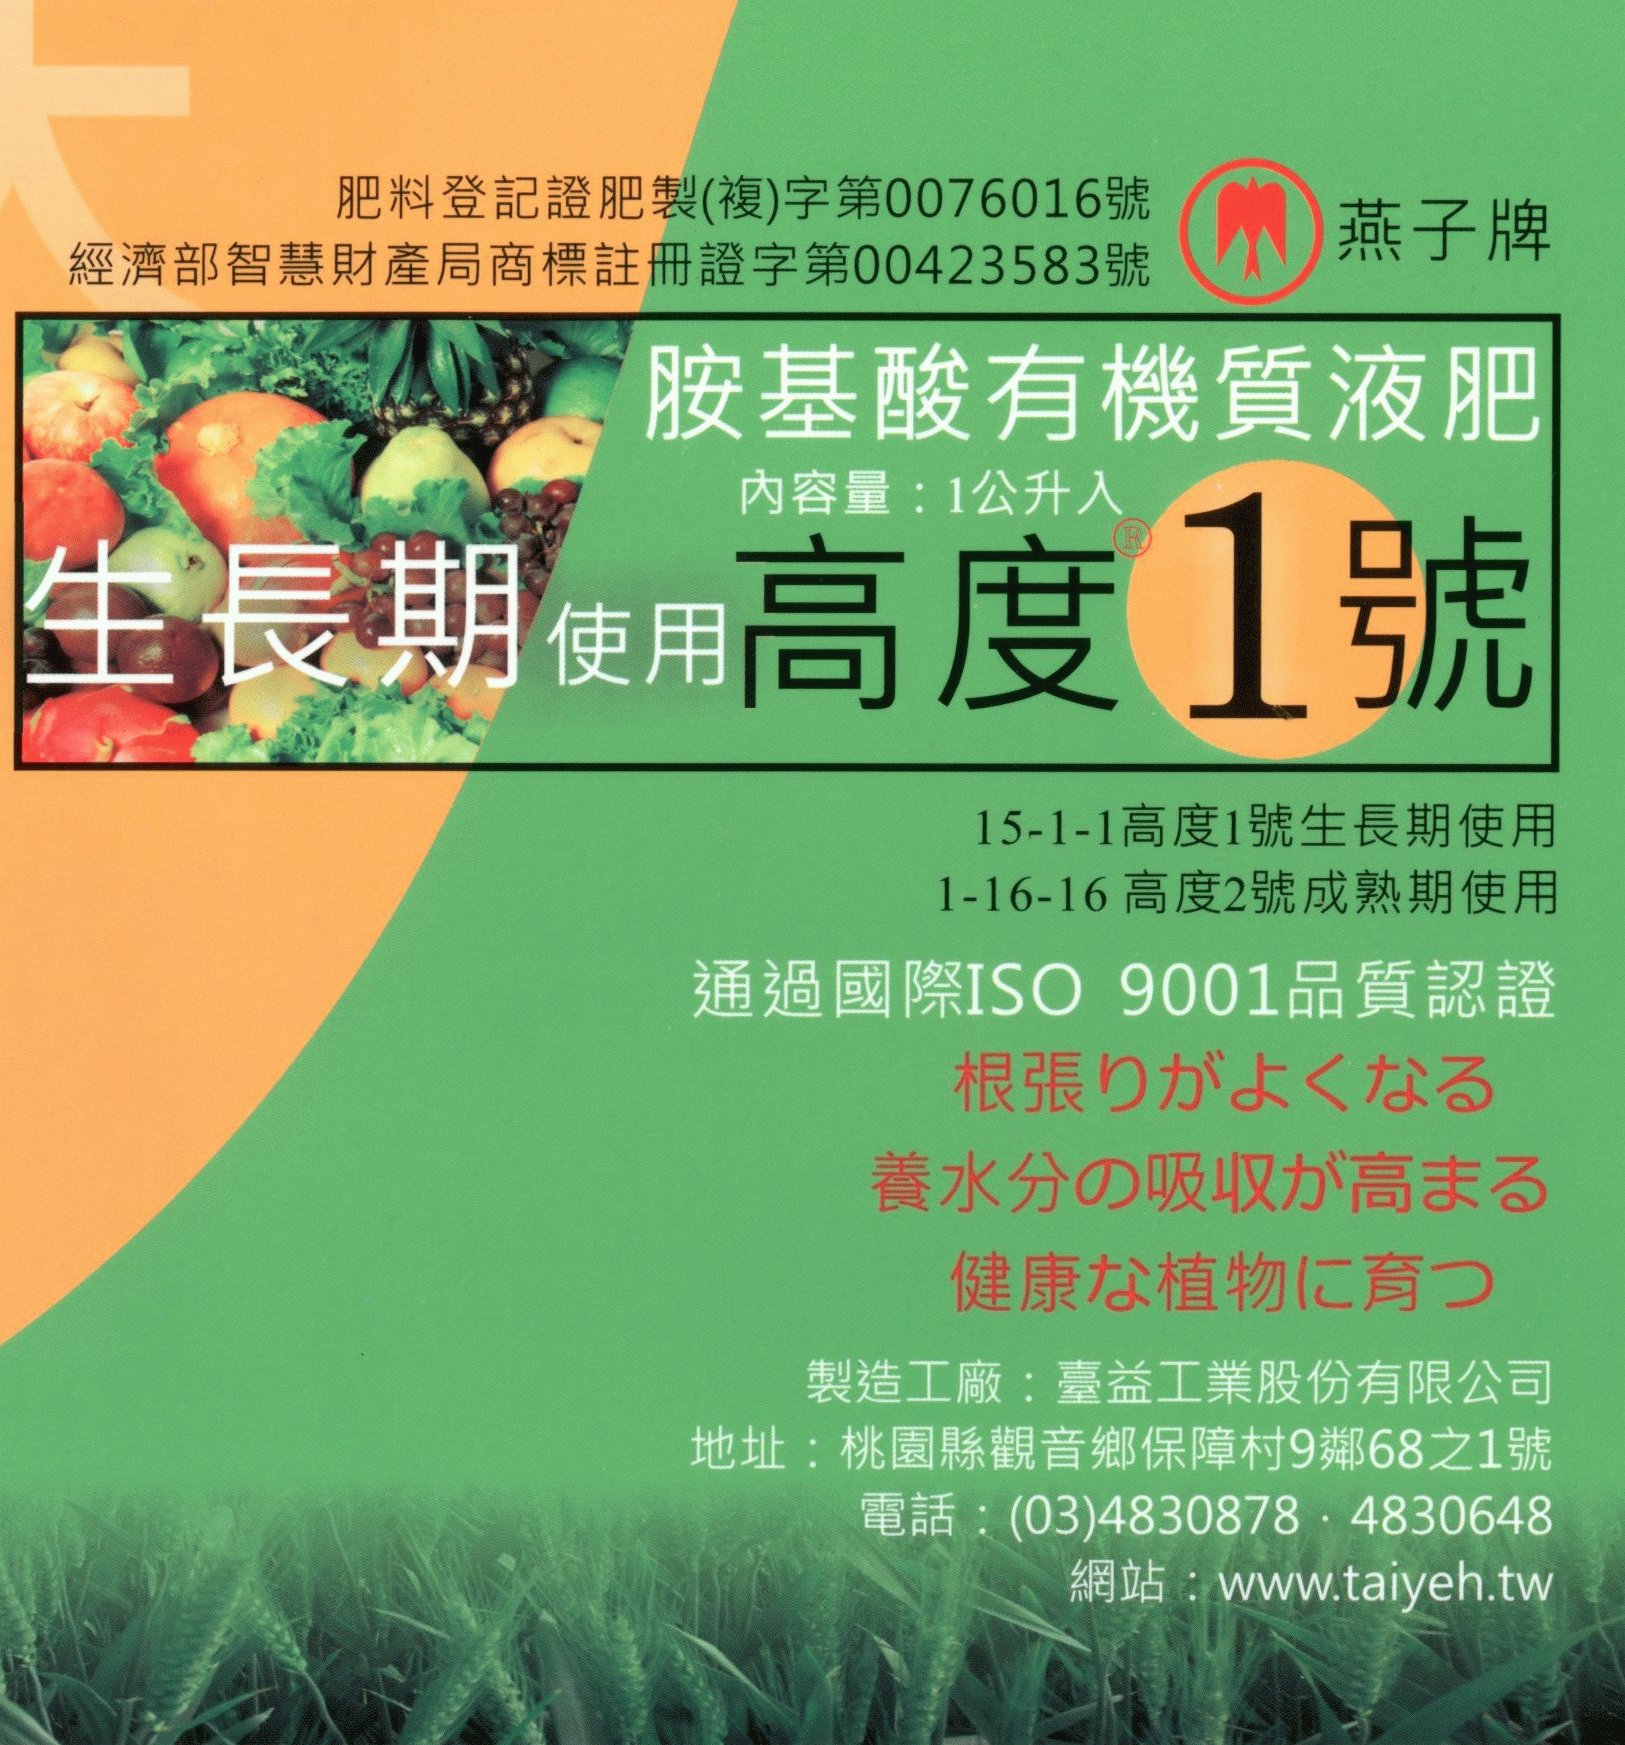 肥料登記證肥製(複)字第0076016號
經濟部智慧財產局商標註冊證字第00423583號
燕子牌
胺基酸有機質液肥
內容量：1公升入
生長期使用高度®1號
15-1-1高度1號生長期使用
1-16-16 高度2號成熟期使用
通過國際ISO 9001品質認證
根張りがよくなる
養水分の吸収が高まる
健康な植物に育つ
製造工廠：臺益工業股份有限公司
地址：桃園縣觀音鄉保障村9鄰68之1號
電話：(03)4830878·4830648
網站：www.taiyeh.tw